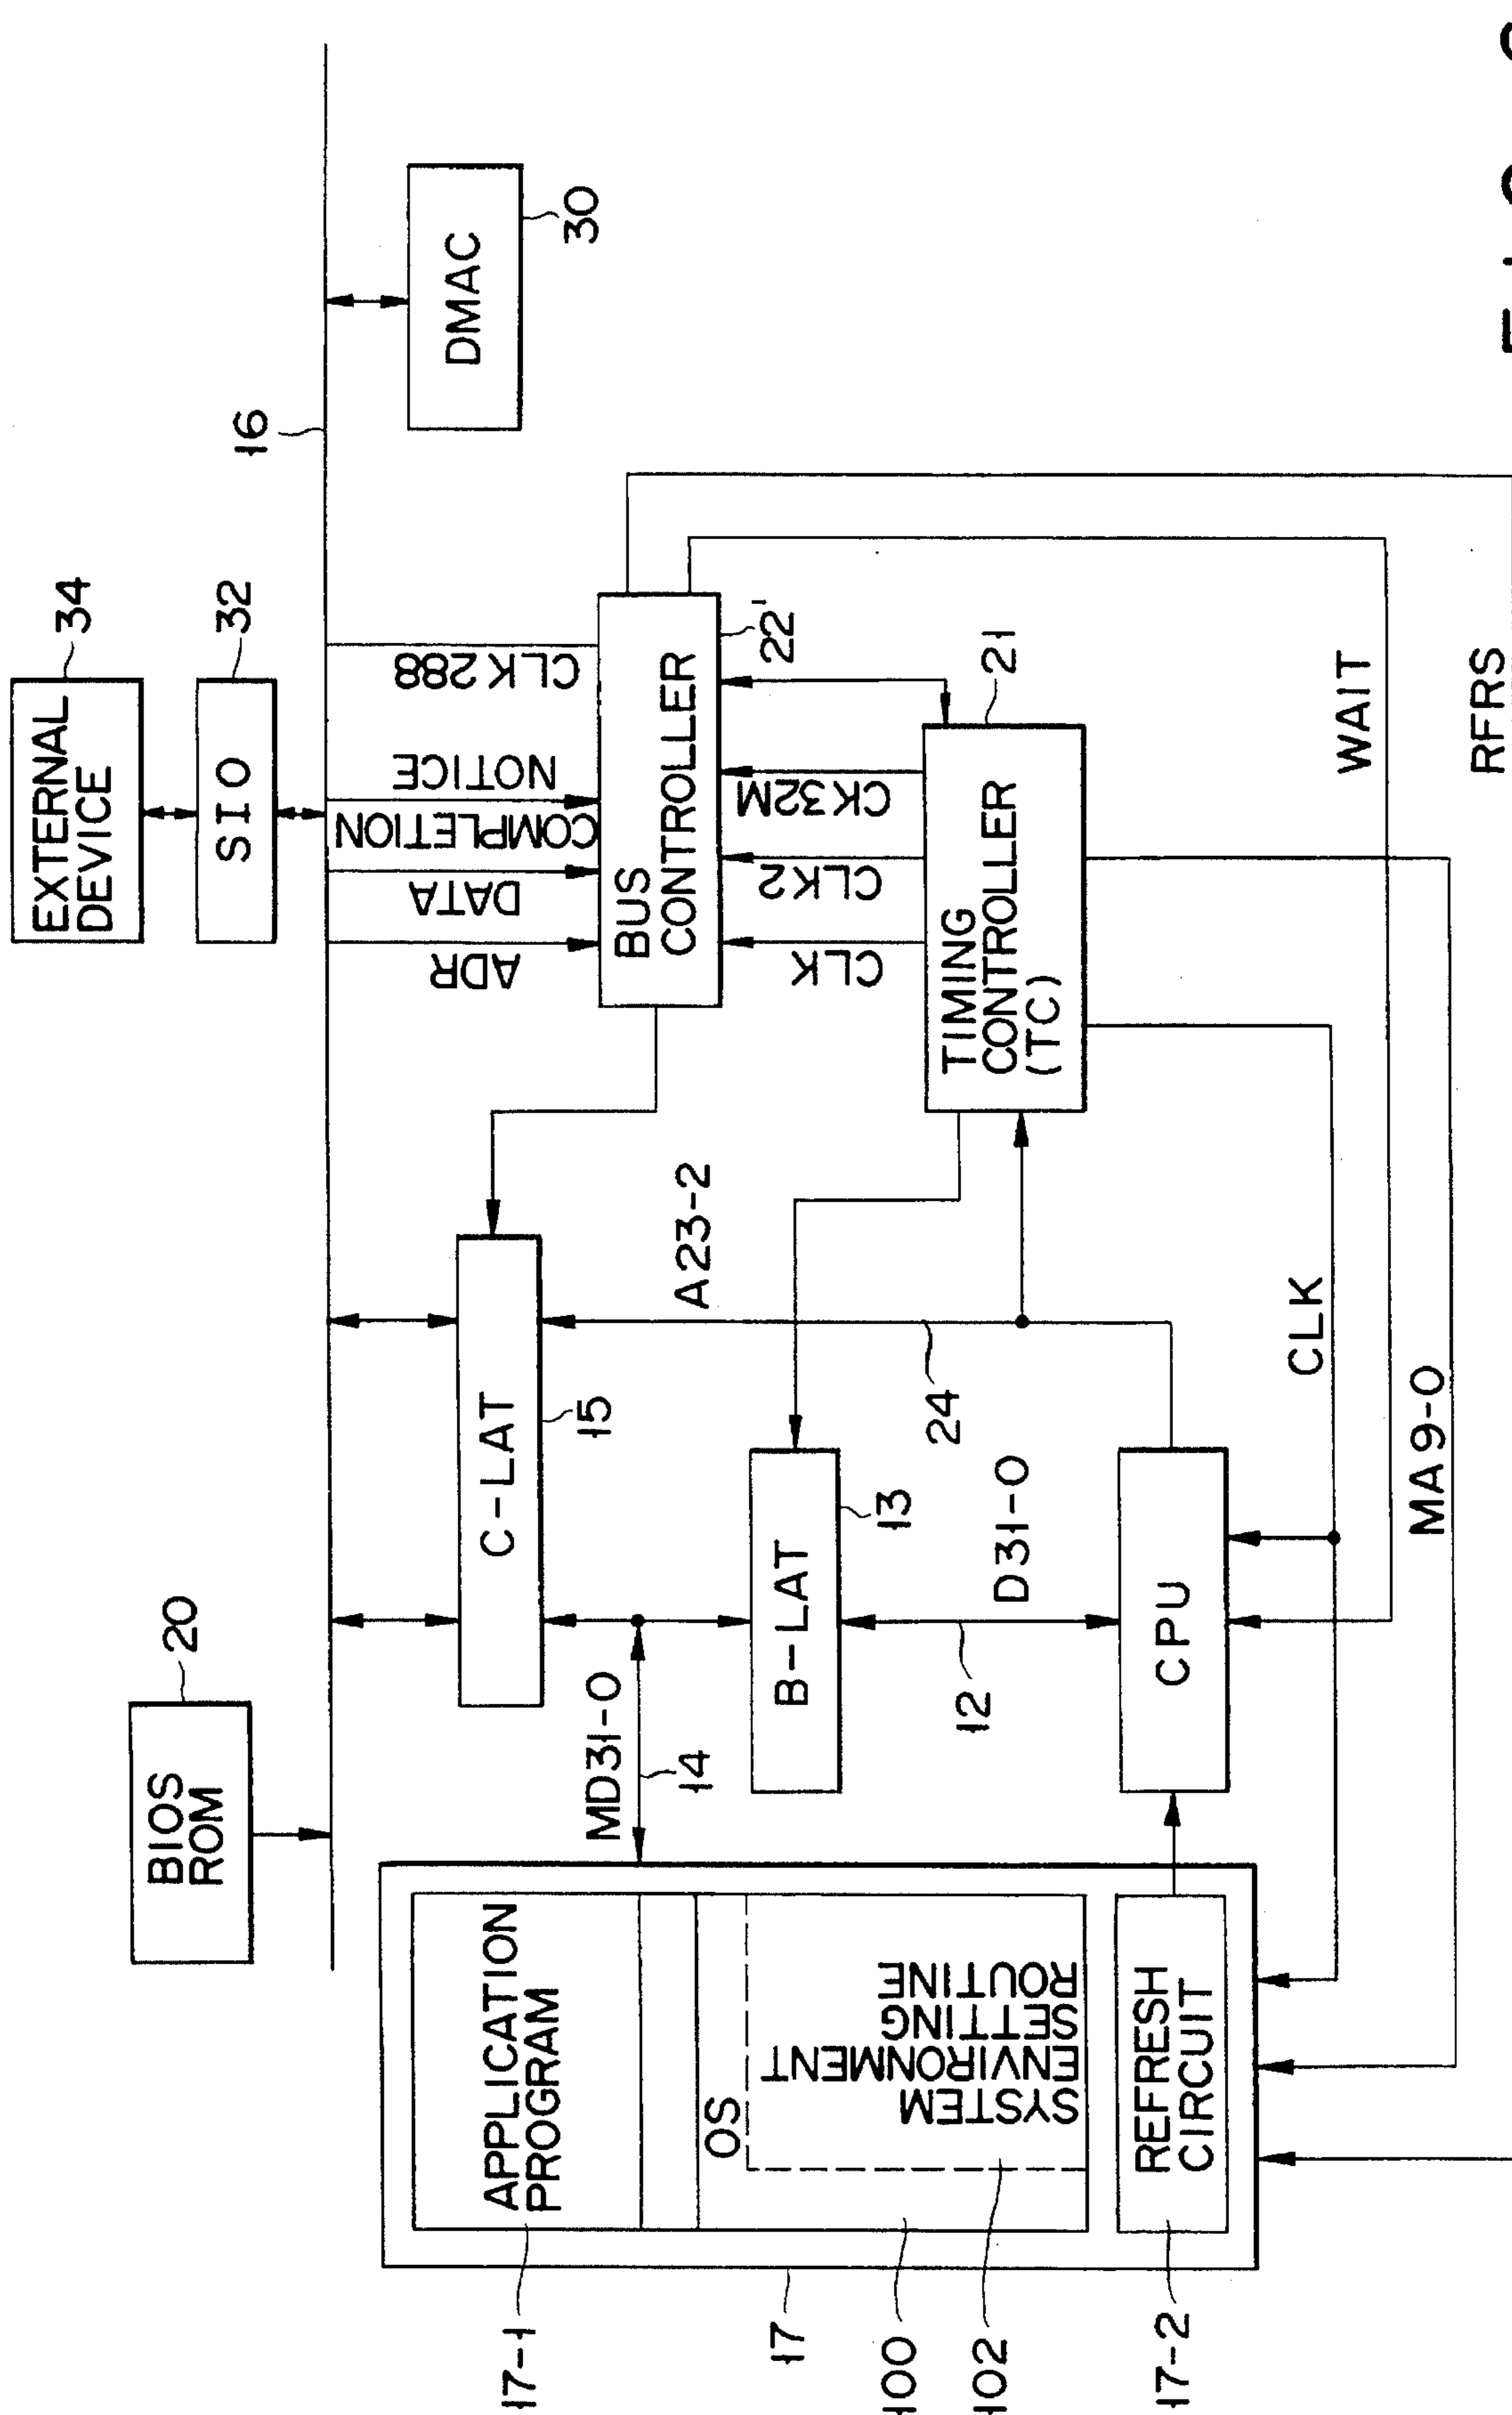 BIOS
ROM
20
EXTERNAL
DEVICE
34
SIO
32
16
DMAC
30
C-LAT
15
ADR
DATA
COMPLETION
NOTICE
CLK288
BUS
CONTROLLER
22
APPLICATION
PROGRAM
17-1
MD31-0
14
A23-2
B-LAT
13
CLK
CLK2
CK32M
TIMING
CONTROLLER
(TC)
21
OS
SYSTEM
ENVIRONMENT
SETTING
ROUTINE
17
100
102
12
D31-0
24
REFRESH
CIRCUIT
17-2
CPU
CLK
WAIT
MA9-0
RFRS